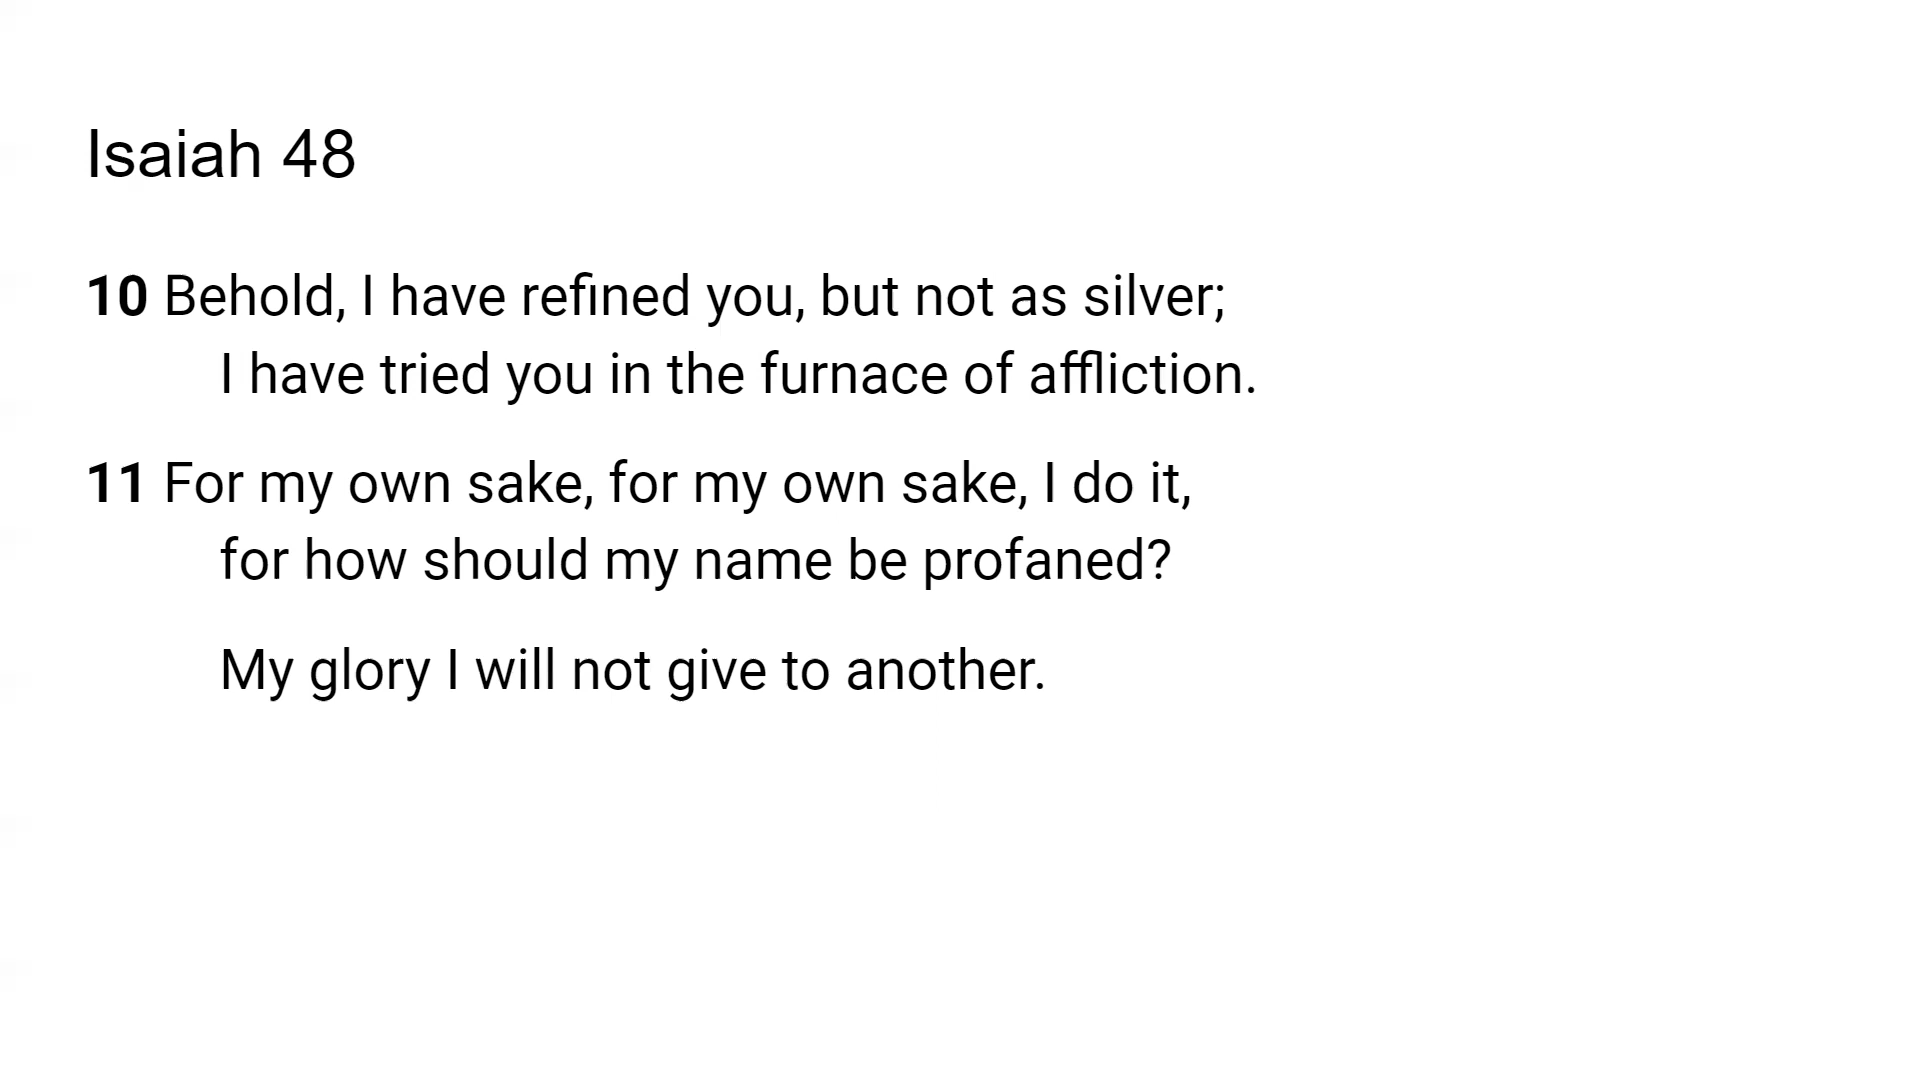 Isaiah 48
10 Behold, I have refined you, but not as silver;
I have tried you in the furnace of affliction.
11 For my own sake, for my own sake, I do it,
for how should my name be profaned?
My glory I will not give to another.